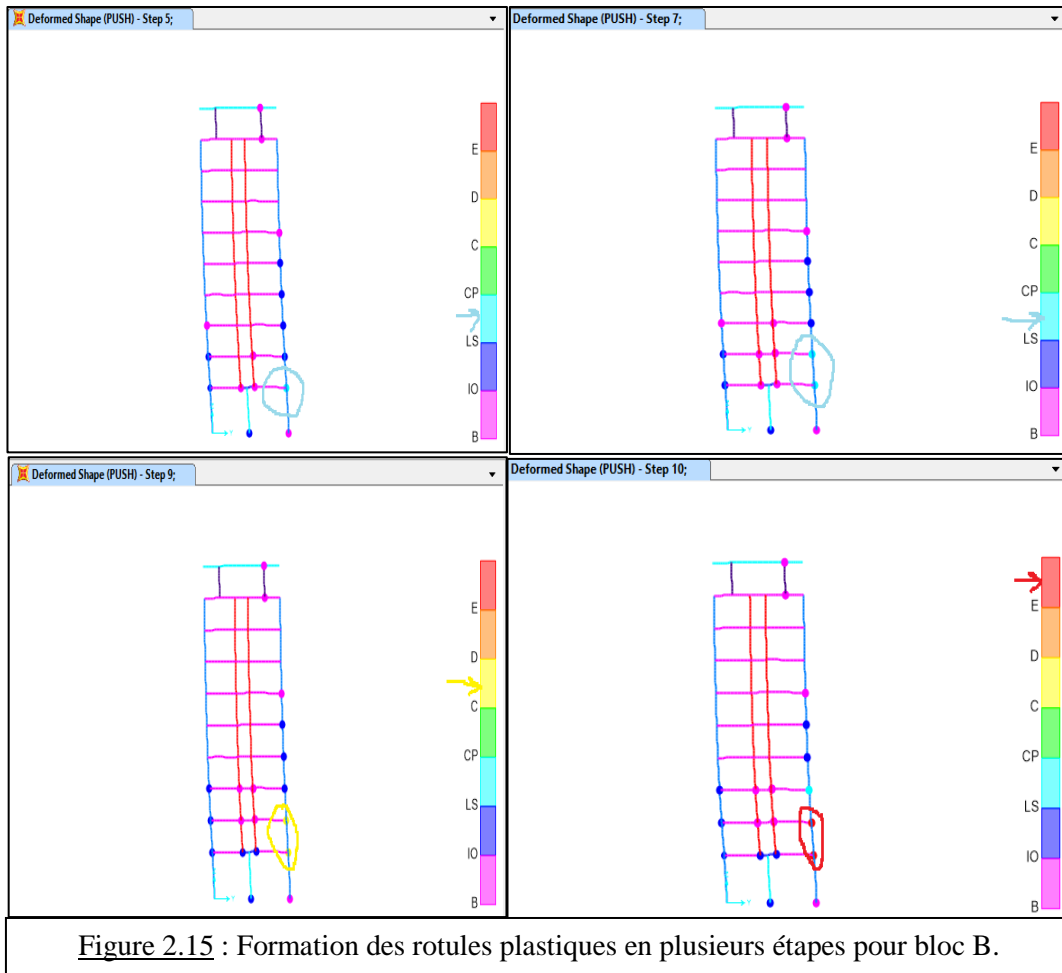 Deformed Shape (PUSH) - Step 5;
E
D
C
CP
LS
IO
B
Y
Deformed Shape (PUSH) - Step 7;
E
D
C
CP
LS
IO
B
Y
Deformed Shape (PUSH) - Step 9;
E
D
C
CP
LS
IO
B
Y
Deformed Shape (PUSH) - Step 10;
E
D
C
CP
LS
IO
B
Y
Figure 2.15 : Formation des rotules plastiques en plusieurs étapes pour bloc B.